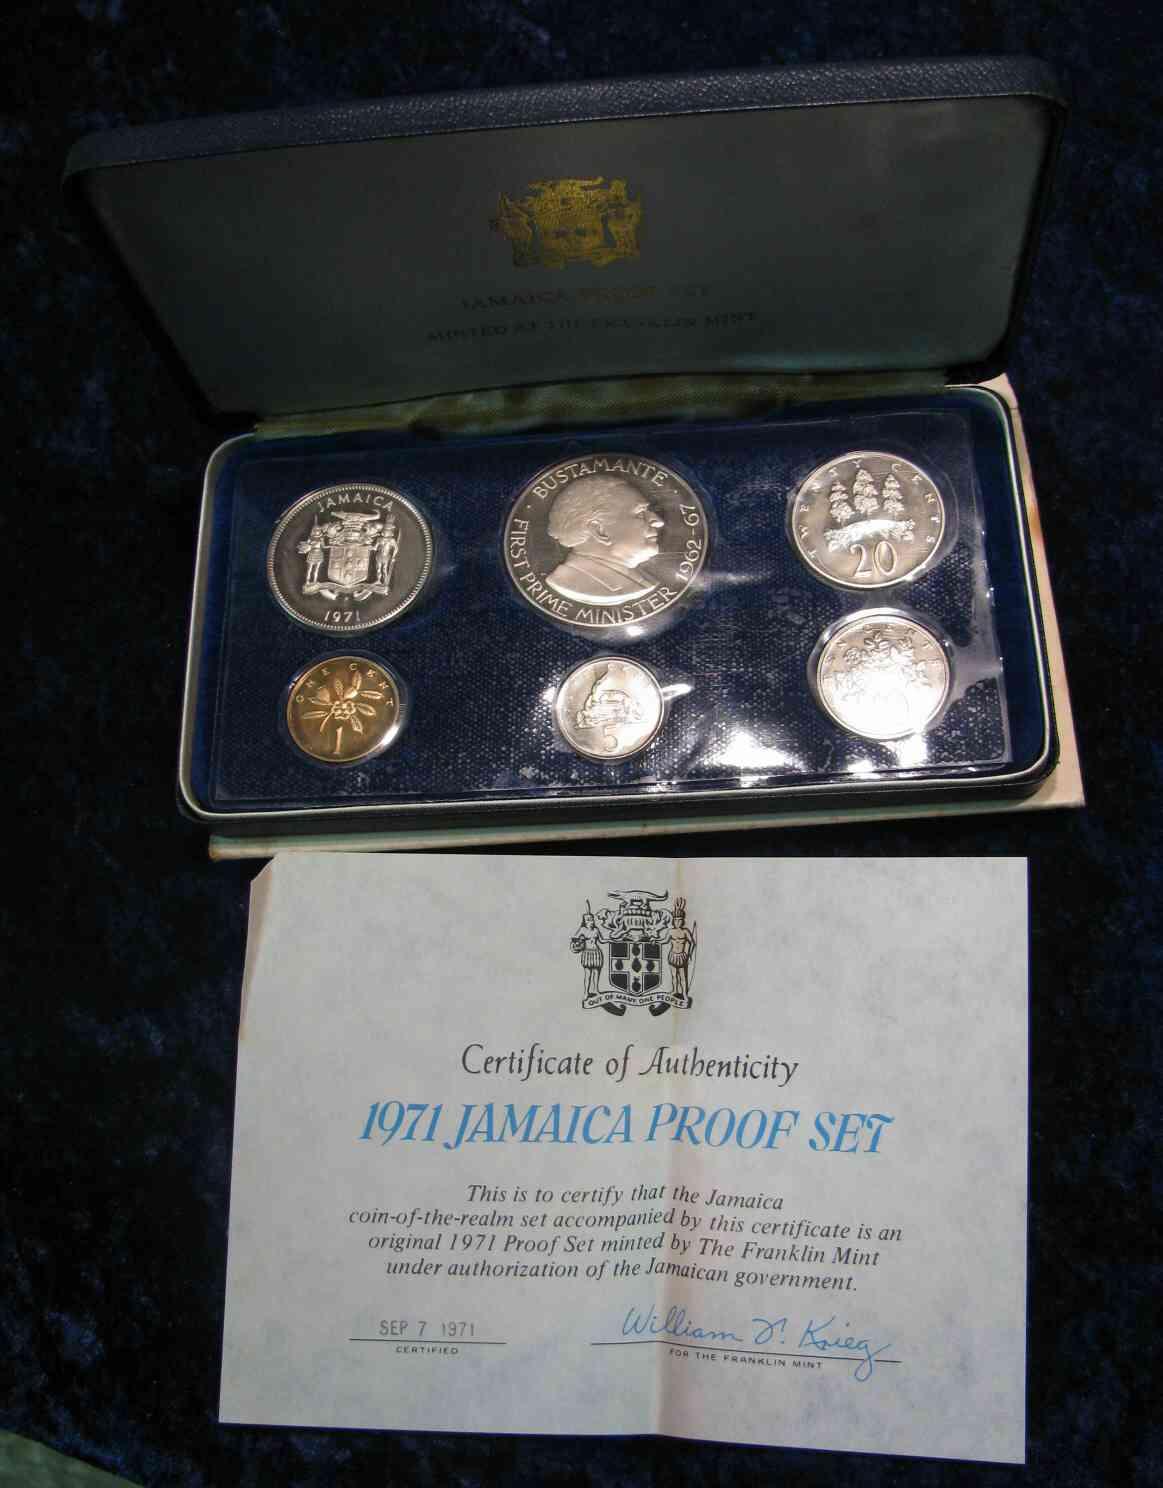 JAMAICA PROOF SET
MINTED AT THE FRANKLIN MINT
JAMAICA
1971
· BUSTAMANTE ·
FIRST PRIME MINISTER 1962-67
TWENTY CENTS
20
ONE CENT
1
5
OUT OF MANY ONE PEOPLE
Certificate of Authenticity
1971 JAMAICA PROOF SET
This is to certify that the Jamaica
coin-of-the-realm set accompanied by this certificate is an
original 1971 Proof Set minted by The Franklin Mint
under authorization of the Jamaican government.
SEP 7 1971
CERTIFIED
William T. Krieg
FOR THE FRANKLIN MINT